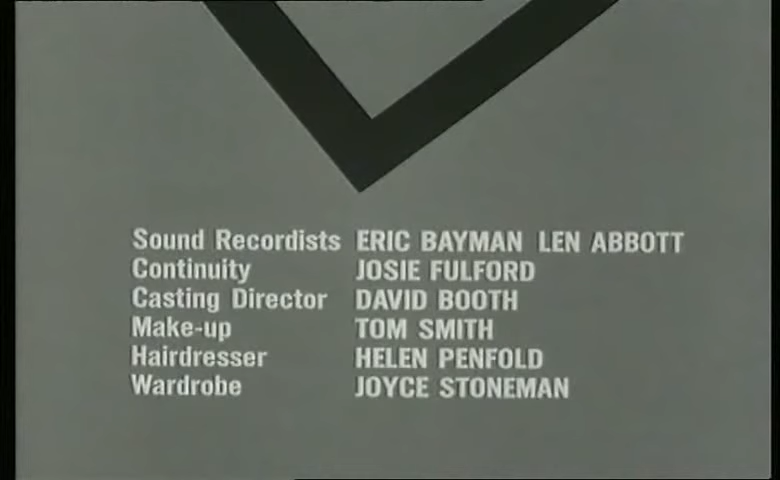 Sound Recordists ERIC BAYMAN LEN ABBOTT
Continuity JOSIE FULFORD
Casting Director DAVID BOOTH
Make-up TOM SMITH
Hairdresser HELEN PENFOLD
Wardrobe JOYCE STONEMAN